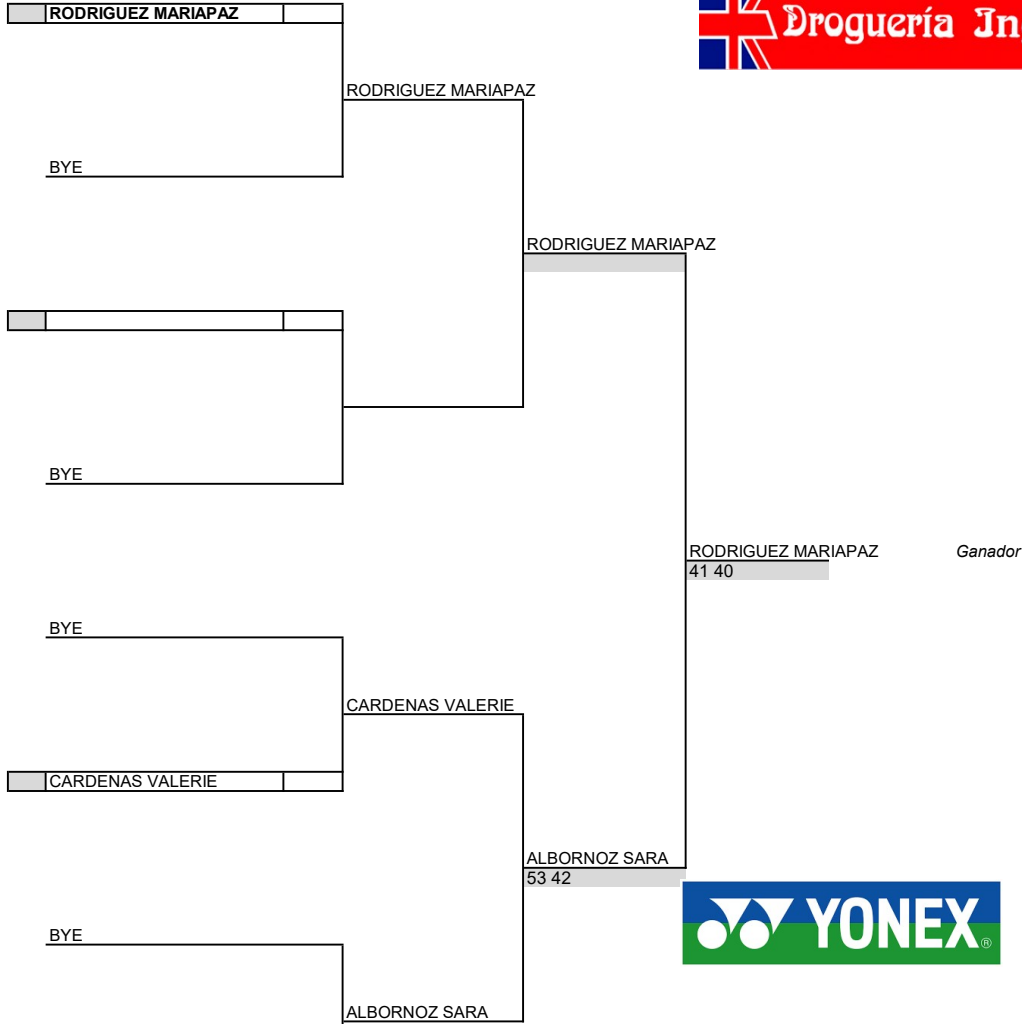 RODRIGUEZ MARIAPAZ
Droguería In
RODRIGUEZ MARIAPAZ
BYE
RODRIGUEZ MARIAPAZ
BYE
RODRIGUEZ MARIAPAZ
Ganador
41 40
BYE
CARDENAS VALERIE
CARDENAS VALERIE
ALBORNOZ SARA
53 42
YONEX®
BYE
ALBORNOZ SARA